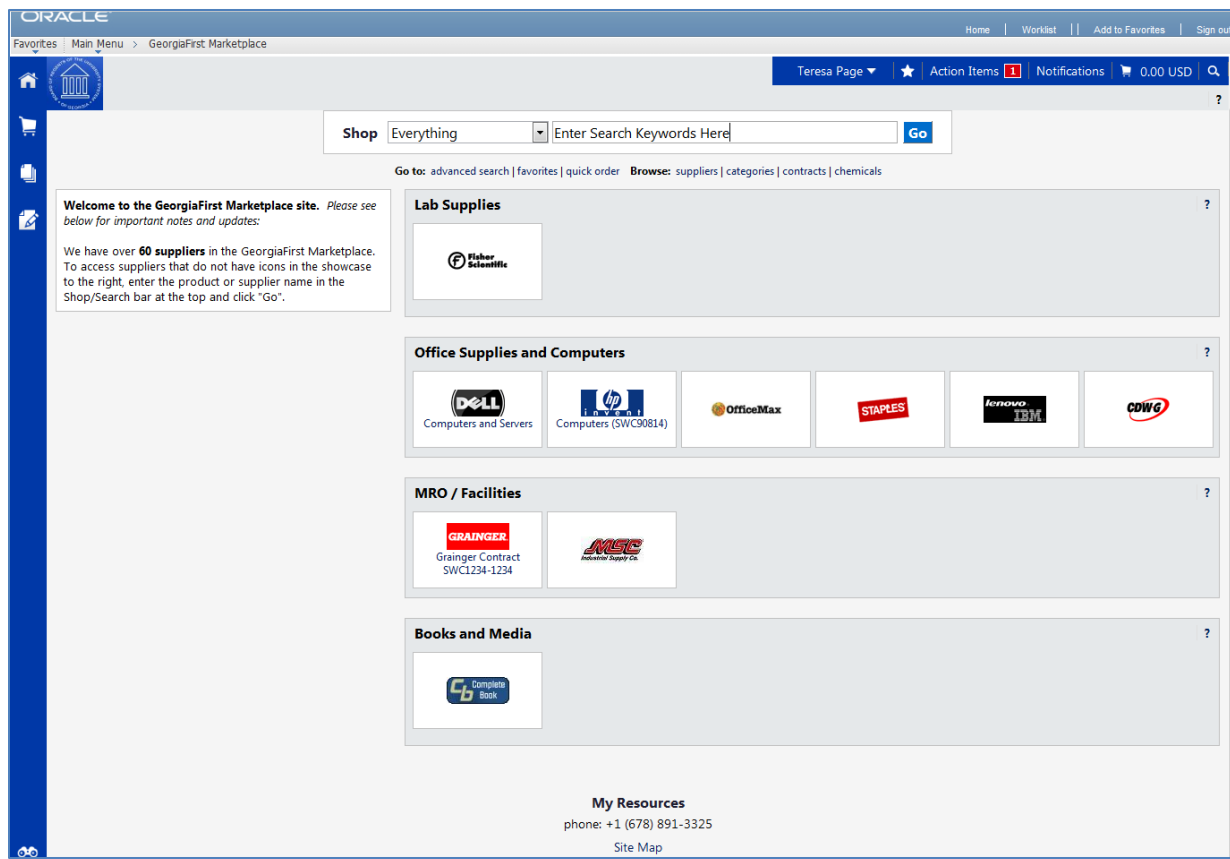 ORACLE
Home | Worklist || Add to Favorites | Sign out
Favorites | Main Menu > GeorgiaFirst Marketplace
Teresa Page ▼ Action Items 1 Notifications 0.00 USD
?
Shop Everything Enter Search Keywords Here Go
Go to: advanced search | favorites | quick order Browse: suppliers | categories | contracts | chemicals
Welcome to the GeorgiaFirst Marketplace site. Please see
below for important notes and updates:
We have over 60 suppliers in the GeorgiaFirst Marketplace.
To access suppliers that do not have icons in the showcase
to the right, enter the product or supplier name in the
Shop/Search bar at the top and click "Go".
Lab Supplies ?
Fisher
Scientific
Office Supplies and Computers ?
DELL
Computers and Servers
hp
invent
Computers (SWC90814)
OfficeMax
STAPLES
lenovo
IBM
CDWG
MRO / Facilities ?
GRAINGER
Grainger Contract
SWC1234-1234
MSC
Industrial Supply Co.
Books and Media ?
Cb Complete
Book
My Resources
phone: +1 (678) 891-3325
Site Map